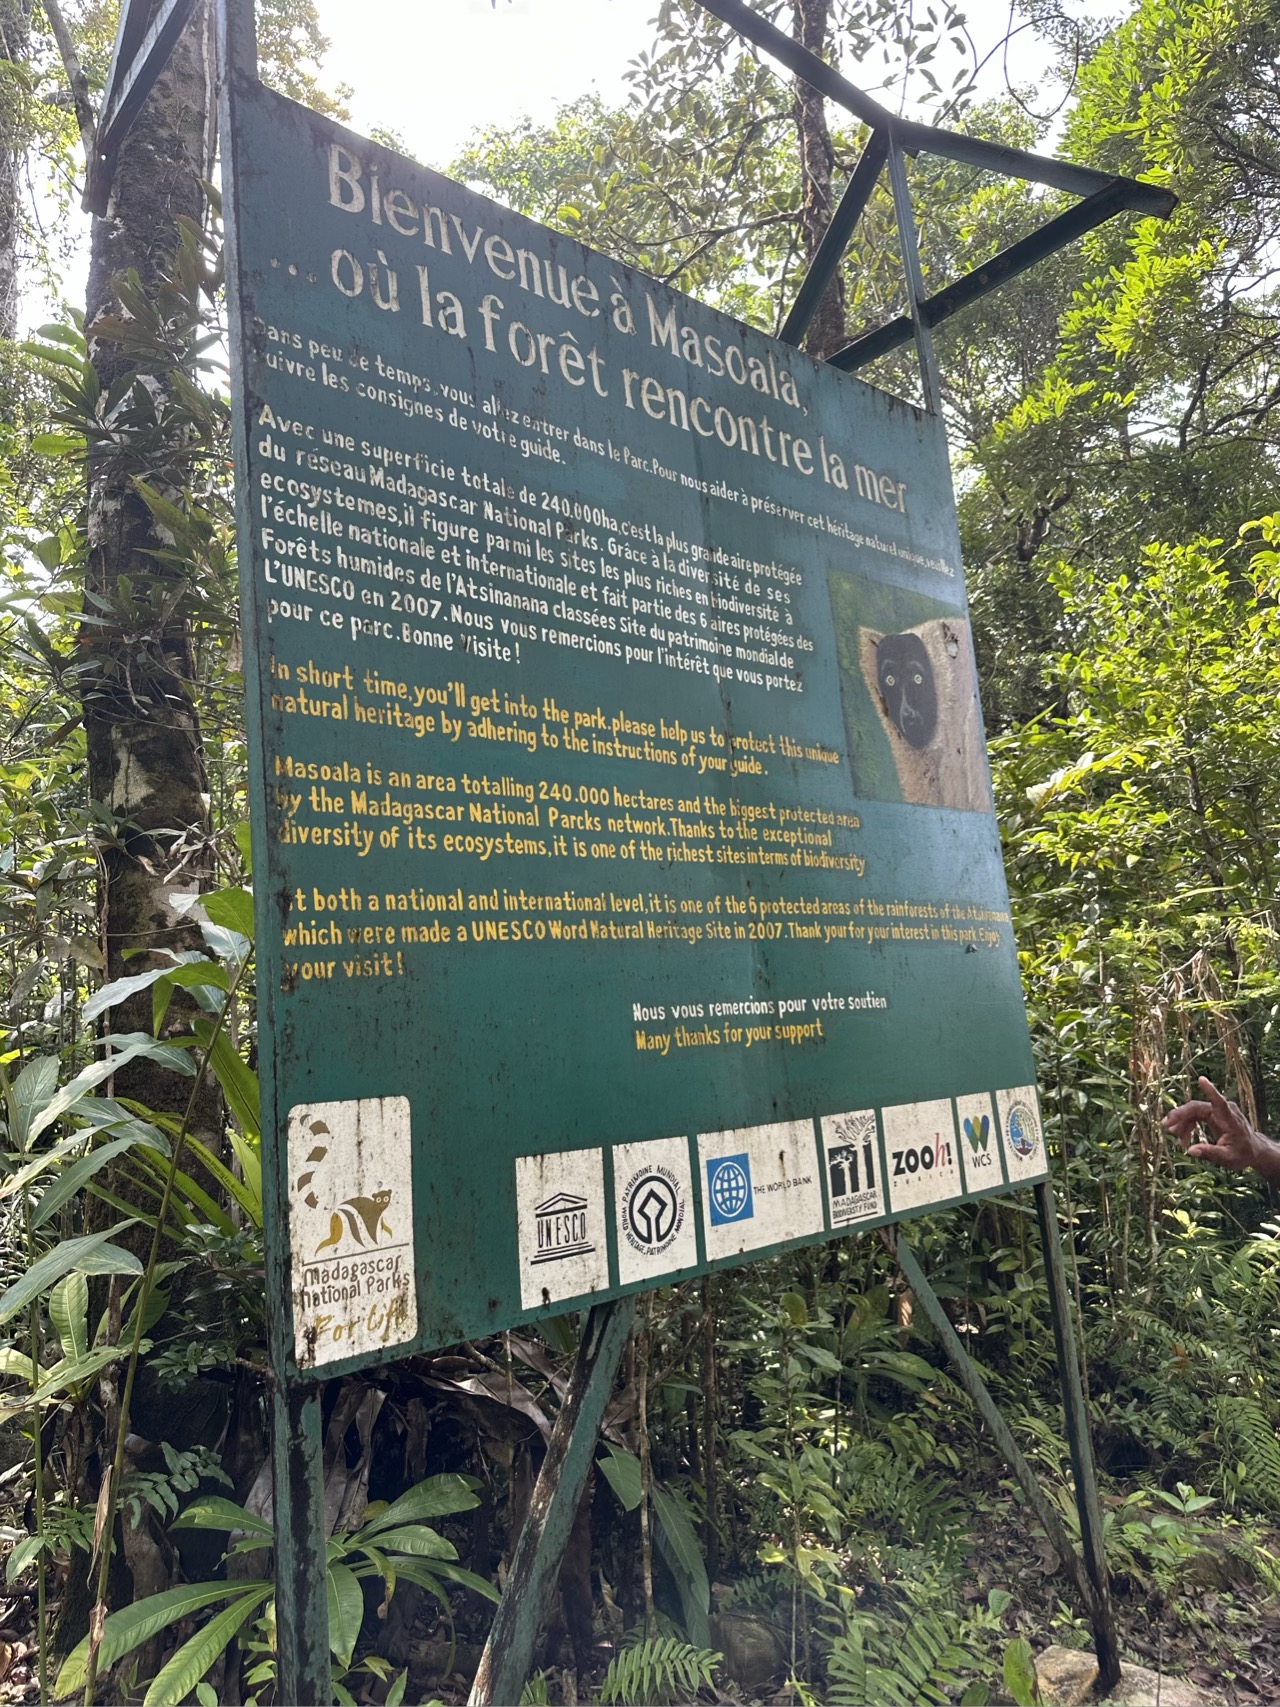 Bienvenue à Masoala,
...où la forêt rencontre la mer
Dans peu de temps, vous allez entrer dans le Parc. Pour nous aider à préserver cet héritage naturel unique, veuillez
suivre les consignes de votre guide.
Avec une superficie totale de 240.000ha, c'est la plus grande aire protégée
du réseau Madagascar National Parks. Grâce à la diversité de ses
ecosystemes, il figure parmi les sites les plus riches en biodiversité à
l'échelle nationale et internationale et fait partie des 6 aires protégées des
Forêts humides de l'Atsinanana classées Site du patrimoine mondial de
L'UNESCO en 2007. Nous vous remercions pour l'intérêt que vous portez
pour ce parc. Bonne Visite !
In short time, you'll get into the park. please help us to protect this unique
natural heritage by adhering to the instructions of your guide.
Masoala is an area totalling 240.000 hectares and the biggest protected area
by the Madagascar National Parcks network. Thanks to the exceptional
diversity of its ecosystems, it is one of the richest sites in terms of biodiversity
At both a national and international level, it is one of the 6 protected areas of the rainforests of the Atsinanana
which were made a UNESCO Word Natural Heritage Site in 2007. Thank your for your interest in this park. Enjoy
your visit !
Nous vous remercions pour votre soutien
Many thanks for your support
Madagascar
National Parks
For Life
UNESCO
WORLD HERITAGE PATRIMOINE MONDIAL PATRIMONIO MUNDIAL
THE WORLD BANK
MADAGASCAR
BIODIVERSITY FUND
zooh!
ZÜRICH
WCS